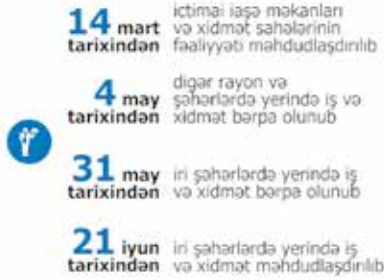 14 mart tarixindən ictimai iaşə məkanları və xidmət sahələrinin fəaliyyəti məhdudlaşdırılıb
4 may tarixindən digər rayon və şəhərlərdə yerində iş və xidmət bərpa olunub
31 may tarixindən iri şəhərlərdə yerində iş və xidmət bərpa olunub
21 iyun tarixindən iri şəhərlərdə yerində iş və xidmət məhdudlaşdırılıb